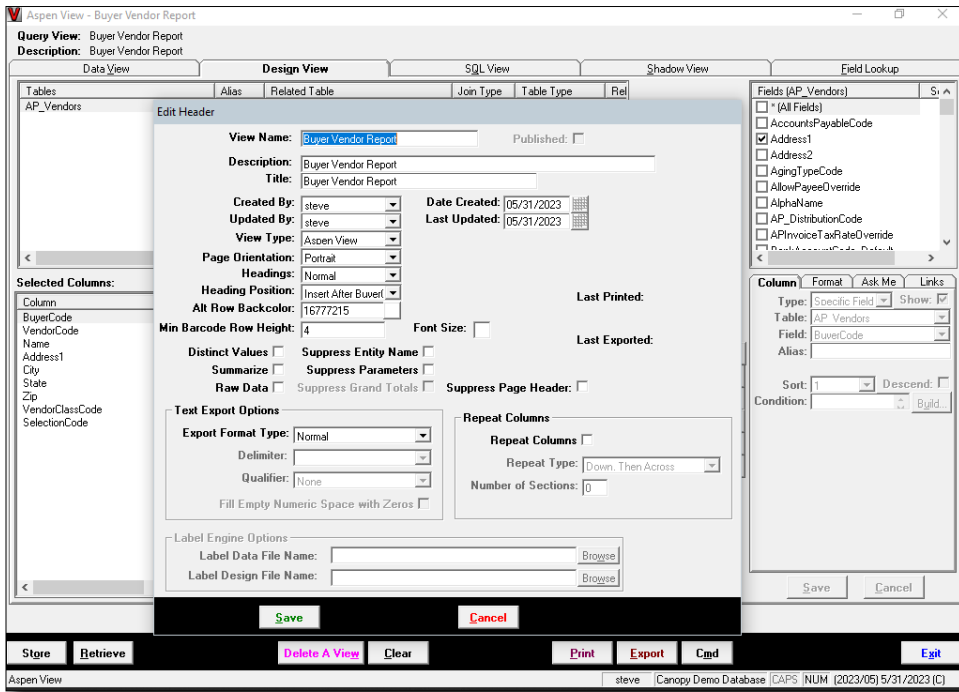 Aspen View - Buyer Vendor Report
Query View: Buyer Vendor Report
Description: Buyer Vendor Report
Data View Design View SQL View Shadow View Field Lookup
Tables Alias Related Table Join Type Table Type Rel
AP_Vendors
Fields (AP_Vendors)
* (All Fields)
AccountsPayableCode
Address1
Address2
AgingTypeCode
AllowPayeeOverride
AlphaName
AP_DistributionCode
APInvoiceTaxRateOverride
Selected Columns:
Column
BuyerCode
VendorCode
Name
Address1
City
State
Zip
VendorClassCode
SelectionCode
Edit Header
View Name: Buyer Vendor Report Published:
Description: Buyer Vendor Report
Title: Buyer Vendor Report
Created By: steve Date Created: 05/31/2023
Updated By: steve Last Updated: 05/31/2023
View Type: Aspen View
Page Orientation: Portrait
Headings: Normal
Heading Position: Insert After Buyer( Last Printed:
Alt Row Backcolor: 16777215
Min Barcode Row Height: 4 Font Size:
Last Exported:
Distinct Values Suppress Entity Name
Summarize Suppress Parameters
Raw Data Suppress Grand Totals Suppress Page Header:
Text Export Options
Export Format Type: Normal
Delimiter:
Qualifier: None
Fill Empty Numeric Space with Zeros
Repeat Columns
Repeat Columns
Repeat Type: Down, Then Across
Number of Sections: 0
Label Engine Options
Label Data File Name: Browse
Label Design File Name: Browse
Save Cancel
Column Format Ask Me Links
Type: Specific Field Show:
Table: AP_Vendors
Field: BuyerCode
Alias:
Sort: 1 Descend:
Condition: Build...
Save Cancel
Store Retrieve Delete A View Clear Print Export Cmd Exit
Aspen View steve Canopy Demo Database CAPS NUM (2023/05) 5/31/2023 (C)